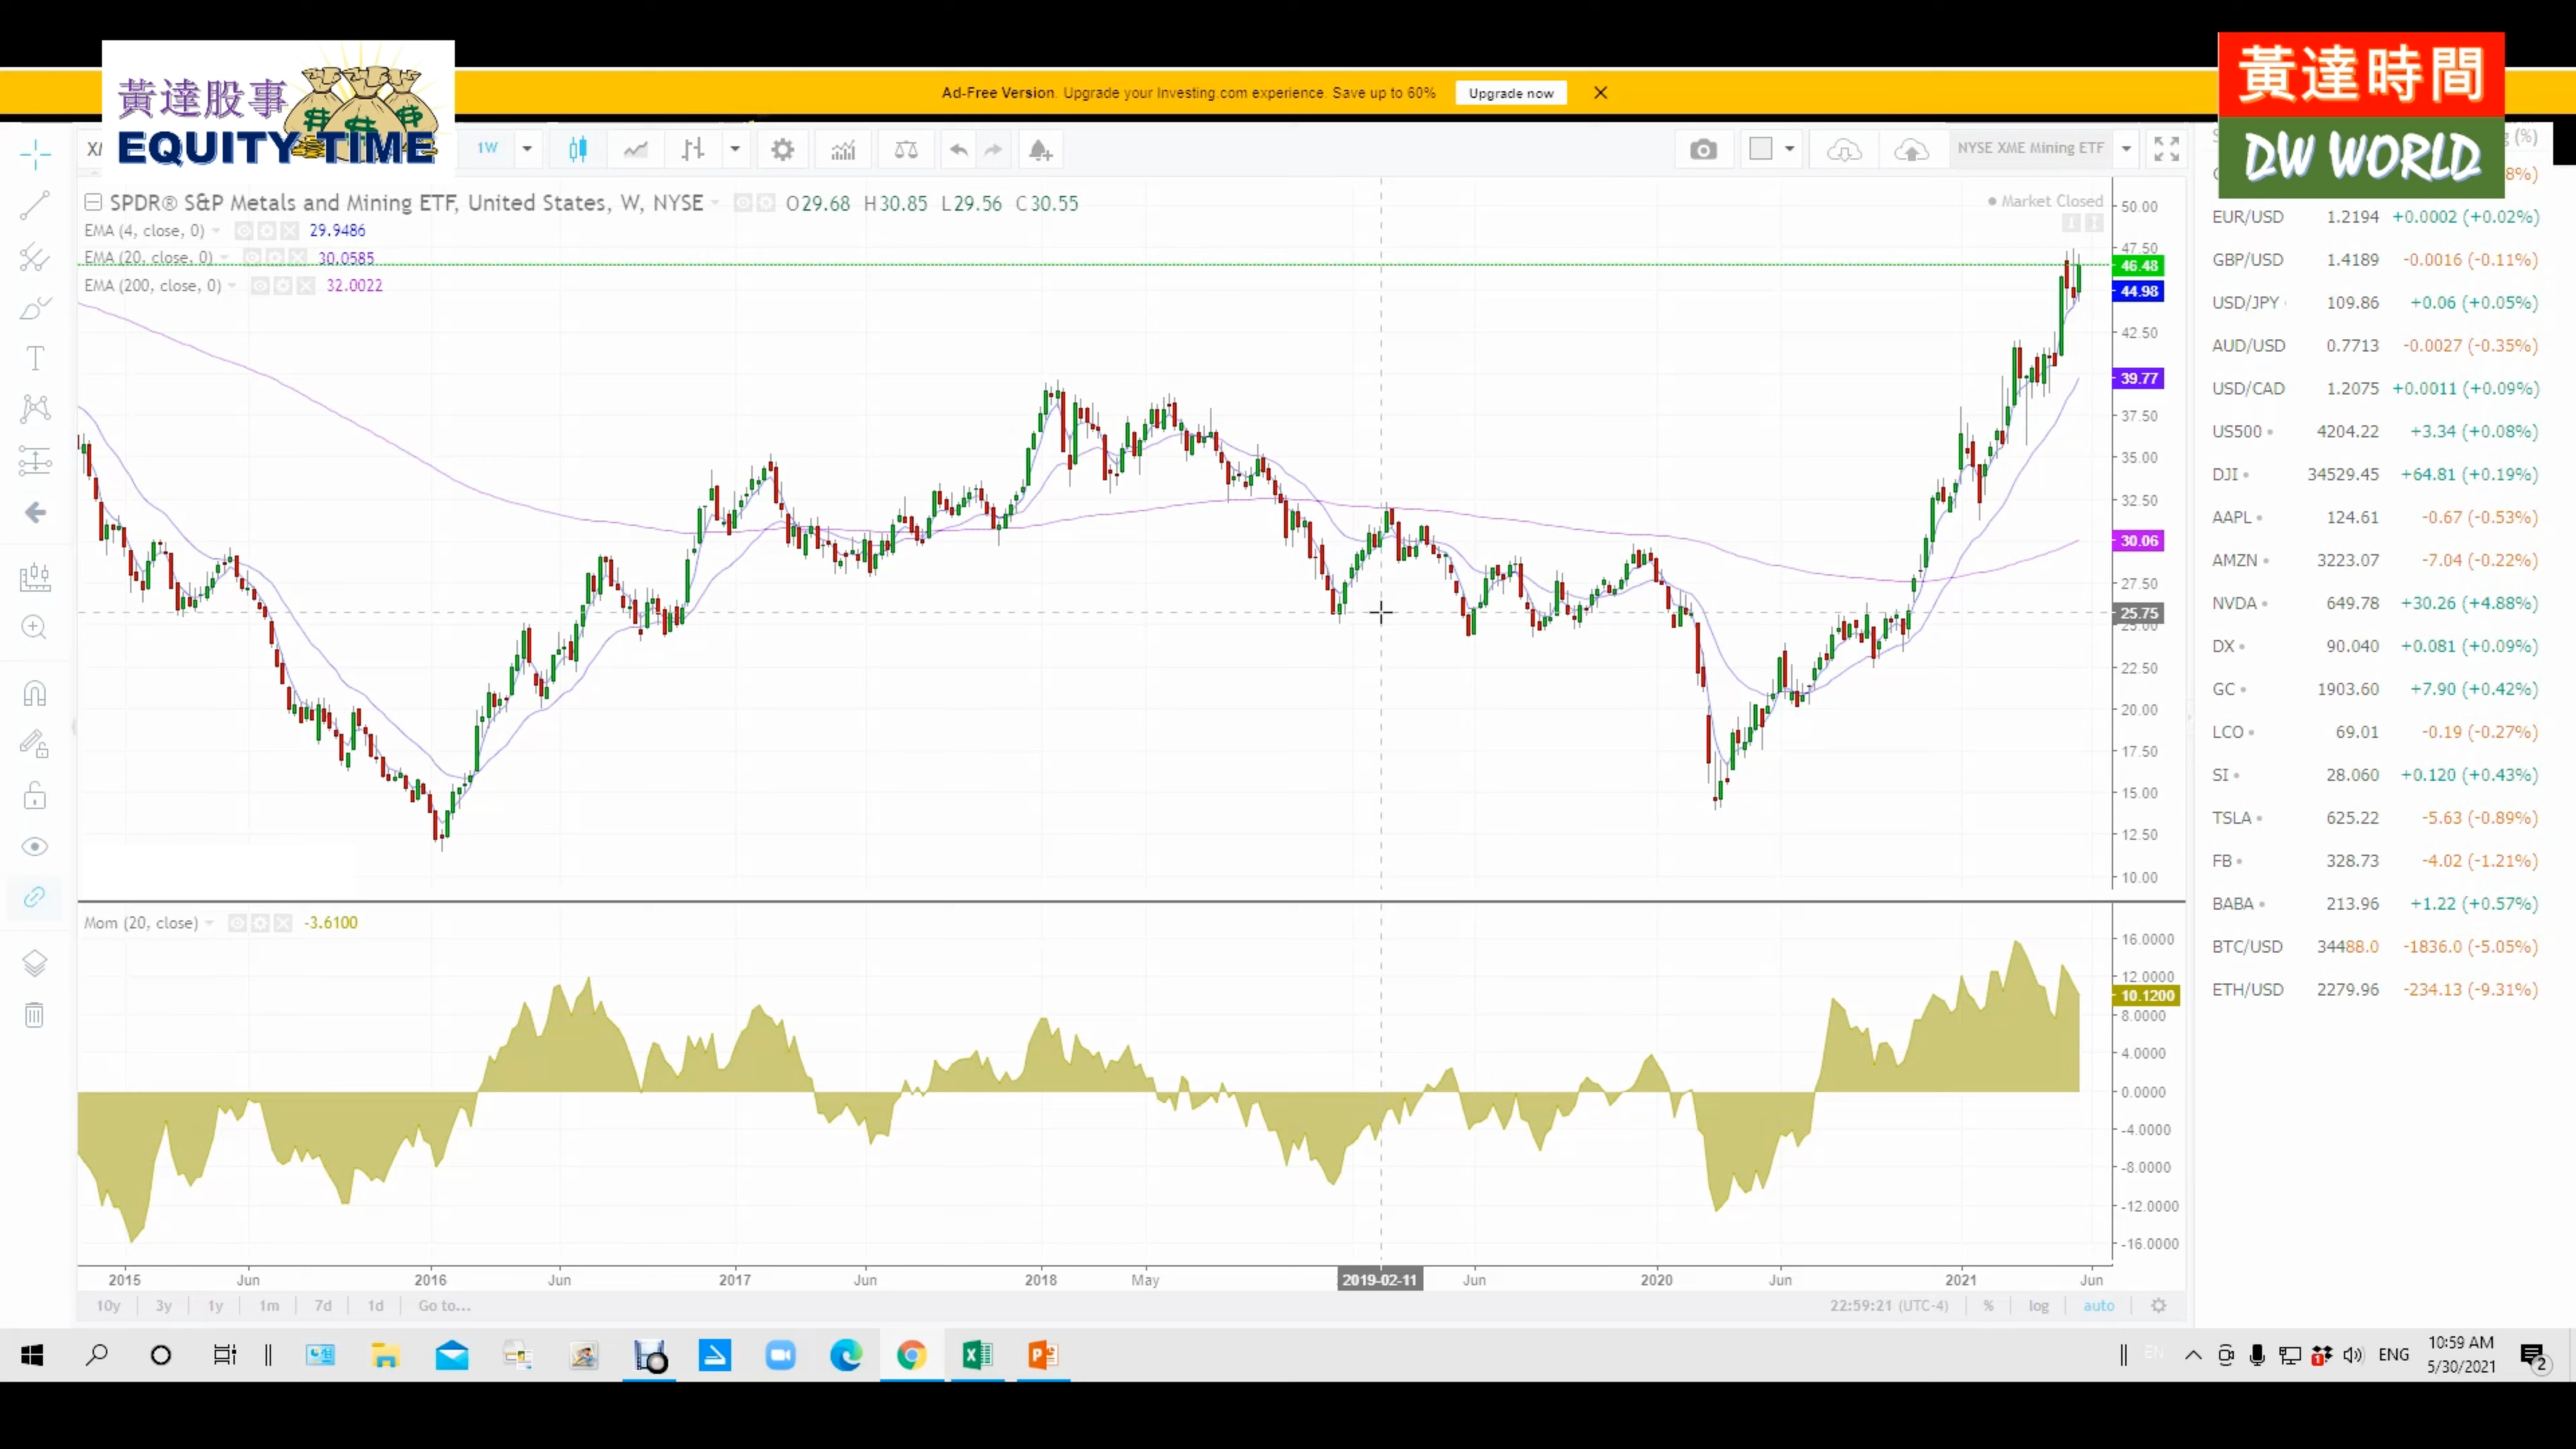 黃達股事
EQUITY TIME
Ad-Free Version. Upgrade your Investing.com experience. Save up to 60%
Upgrade now
黃達時間
DW WORLD
1W
NYSE XME Mining ETF
SPDR® S&P Metals and Mining ETF, United States, W, NYSE
O29.68 H30.85 L29.56 C30.55
EMA (4, close, 0) 29.9486
EMA (20, close, 0) 30.0585
EMA (200, close, 0) 32.0022
Market Closed
50.00
47.50
46.48
44.98
42.50
39.77
37.50
35.00
32.50
30.06
27.50
25.75
22.50
20.00
17.50
15.00
12.50
10.00
EUR/USD 1.2194 +0.0002 (+0.02%)
GBP/USD 1.4189 -0.0016 (-0.11%)
USD/JPY 109.86 +0.06 (+0.05%)
AUD/USD 0.7713 -0.0027 (-0.35%)
USD/CAD 1.2075 +0.0011 (+0.09%)
US500 4204.22 +3.34 (+0.08%)
DJI 34529.45 +64.81 (+0.19%)
AAPL 124.61 -0.67 (-0.53%)
AMZN 3223.07 -7.04 (-0.22%)
NVDA 649.78 +30.26 (+4.88%)
DX 90.040 +0.081 (+0.09%)
GC 1903.60 +7.90 (+0.42%)
LCO 69.01 -0.19 (-0.27%)
SI 28.060 +0.120 (+0.43%)
TSLA 625.22 -5.63 (-0.89%)
FB 328.73 -4.02 (-1.21%)
BABA 213.96 +1.22 (+0.57%)
BTC/USD 34488.0 -1836.0 (-5.05%)
ETH/USD 2279.96 -234.13 (-9.31%)
Mom (20, close) -3.6100
16.0000
12.0000
10.1200
8.0000
4.0000
0.0000
-4.0000
-8.0000
-12.0000
-16.0000
2015 Jun 2016 Jun 2017 Jun 2018 May 2019-02-11 Jun 2020 Jun 2021 Jun
10y 3y 1y 1m 7d 1d Go to... 22:59:21 (UTC-4) % log auto
ENG
10:59 AM
5/30/2021
2